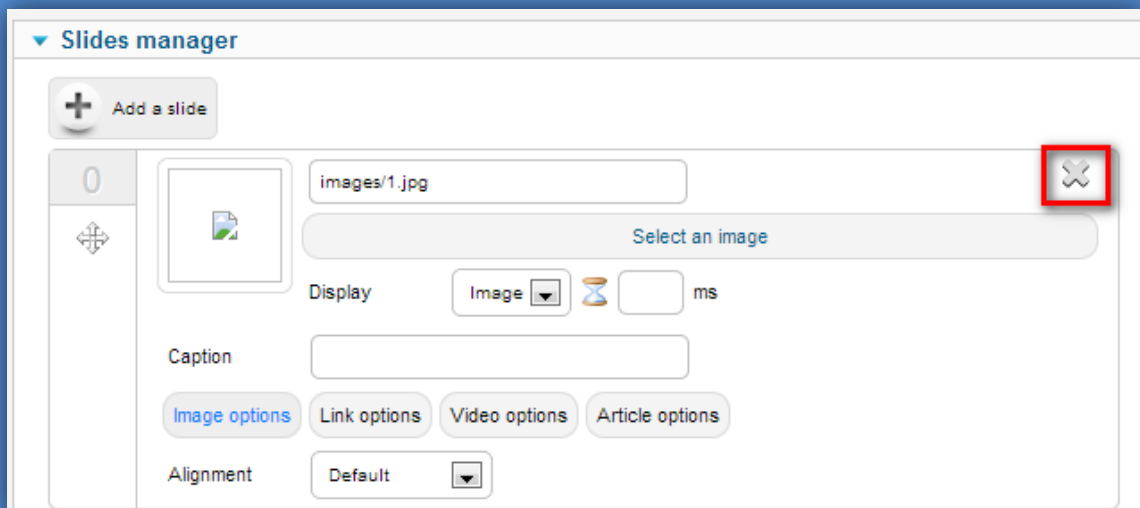 Slides manager
Add a slide
0
images/1.jpg
Select an image
Display Image ms
Caption
Image options Link options Video options Article options
Alignment Default